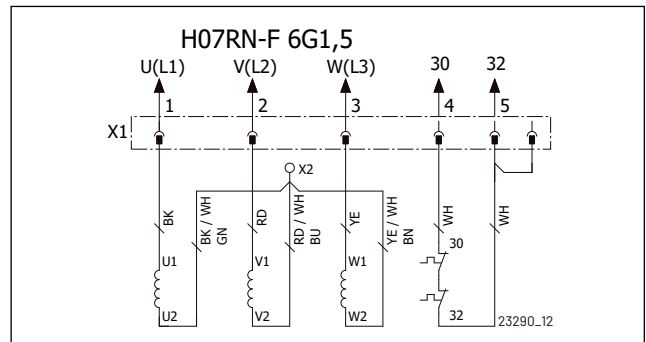 H07RN-F 6G1,5
U(L1) V(L2) W(L3) 30 32
1 2 3 4 5
X1
X2
BK
BK / WH
GN
RD
RD / WH
BU
YE
YE / WH
BN
WH
WH
30
U1 V1 W1
U2 V2 W2 32
23290_12